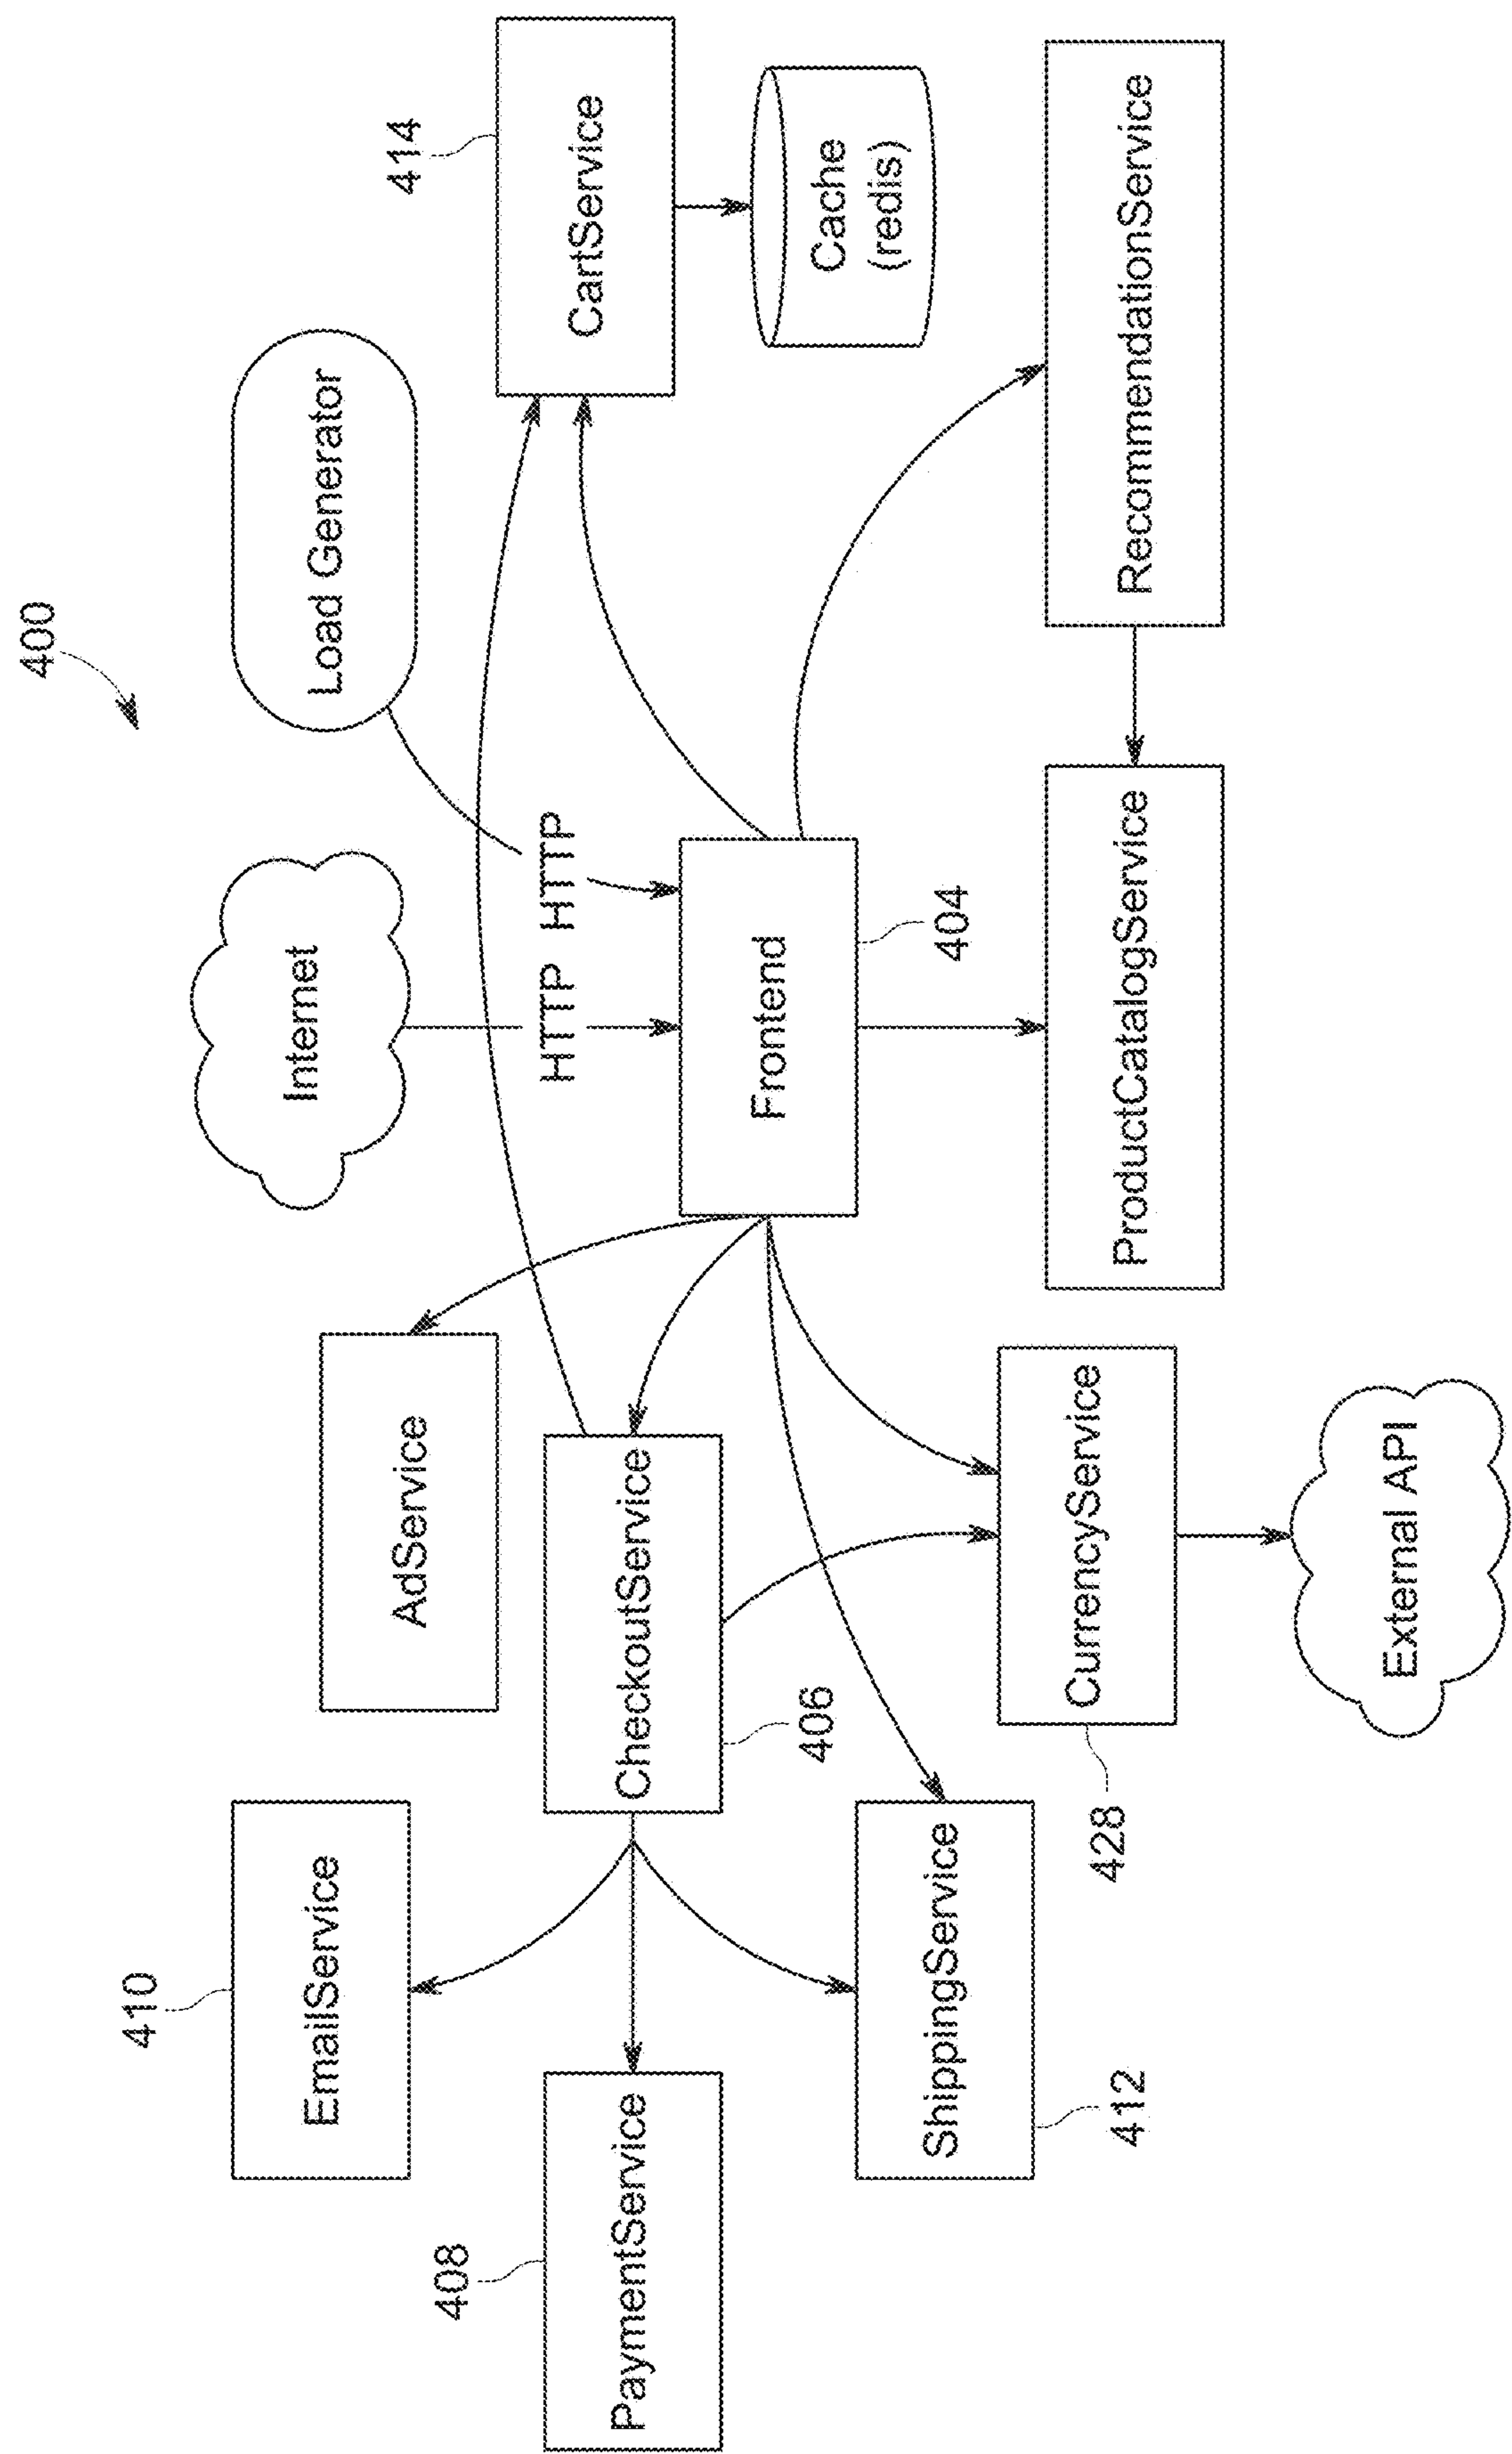 400
Internet
Load Generator
410
EmailService
AdService
414
CartService
408
PaymentService
CheckoutService
406
HTTP
HTTP
Frontend
404
Cache
(redis)
ShippingService
412
CurrencyService
428
ProductCatalogService
RecommendationService
External API